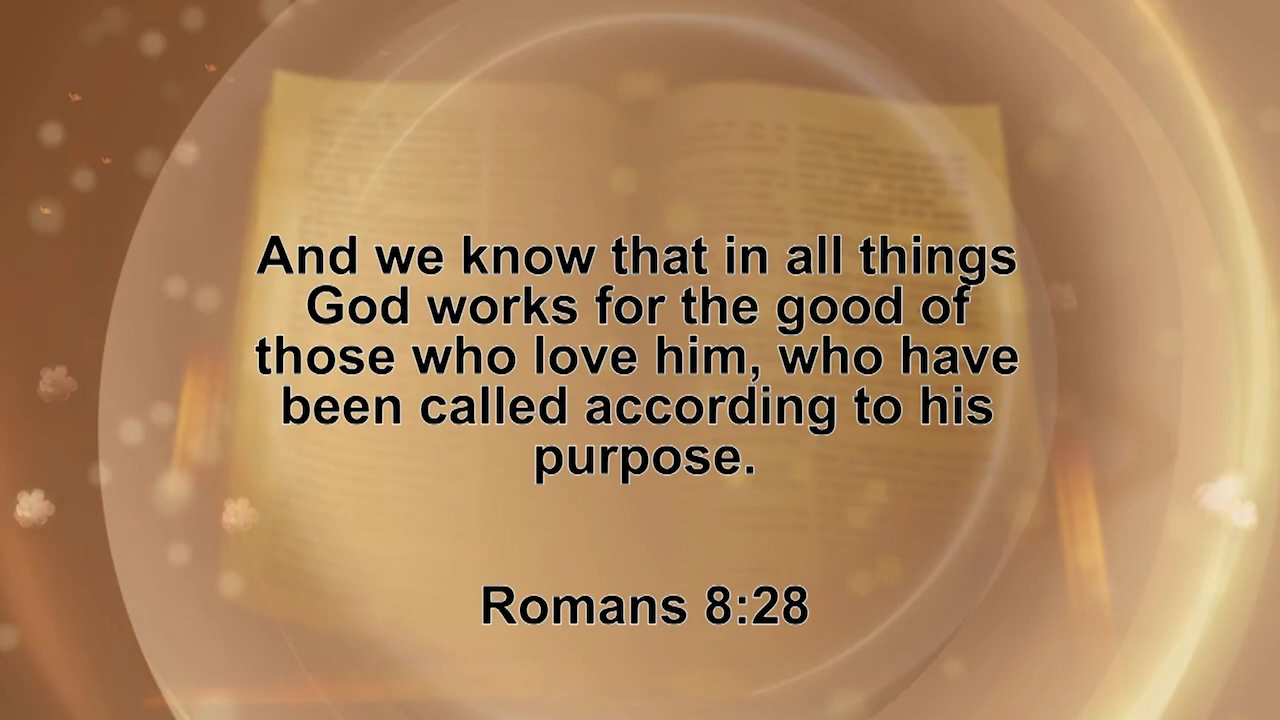 And we know that in all things
God works for the good of
those who love him, who have
been called according to his
purpose.
Romans 8:28